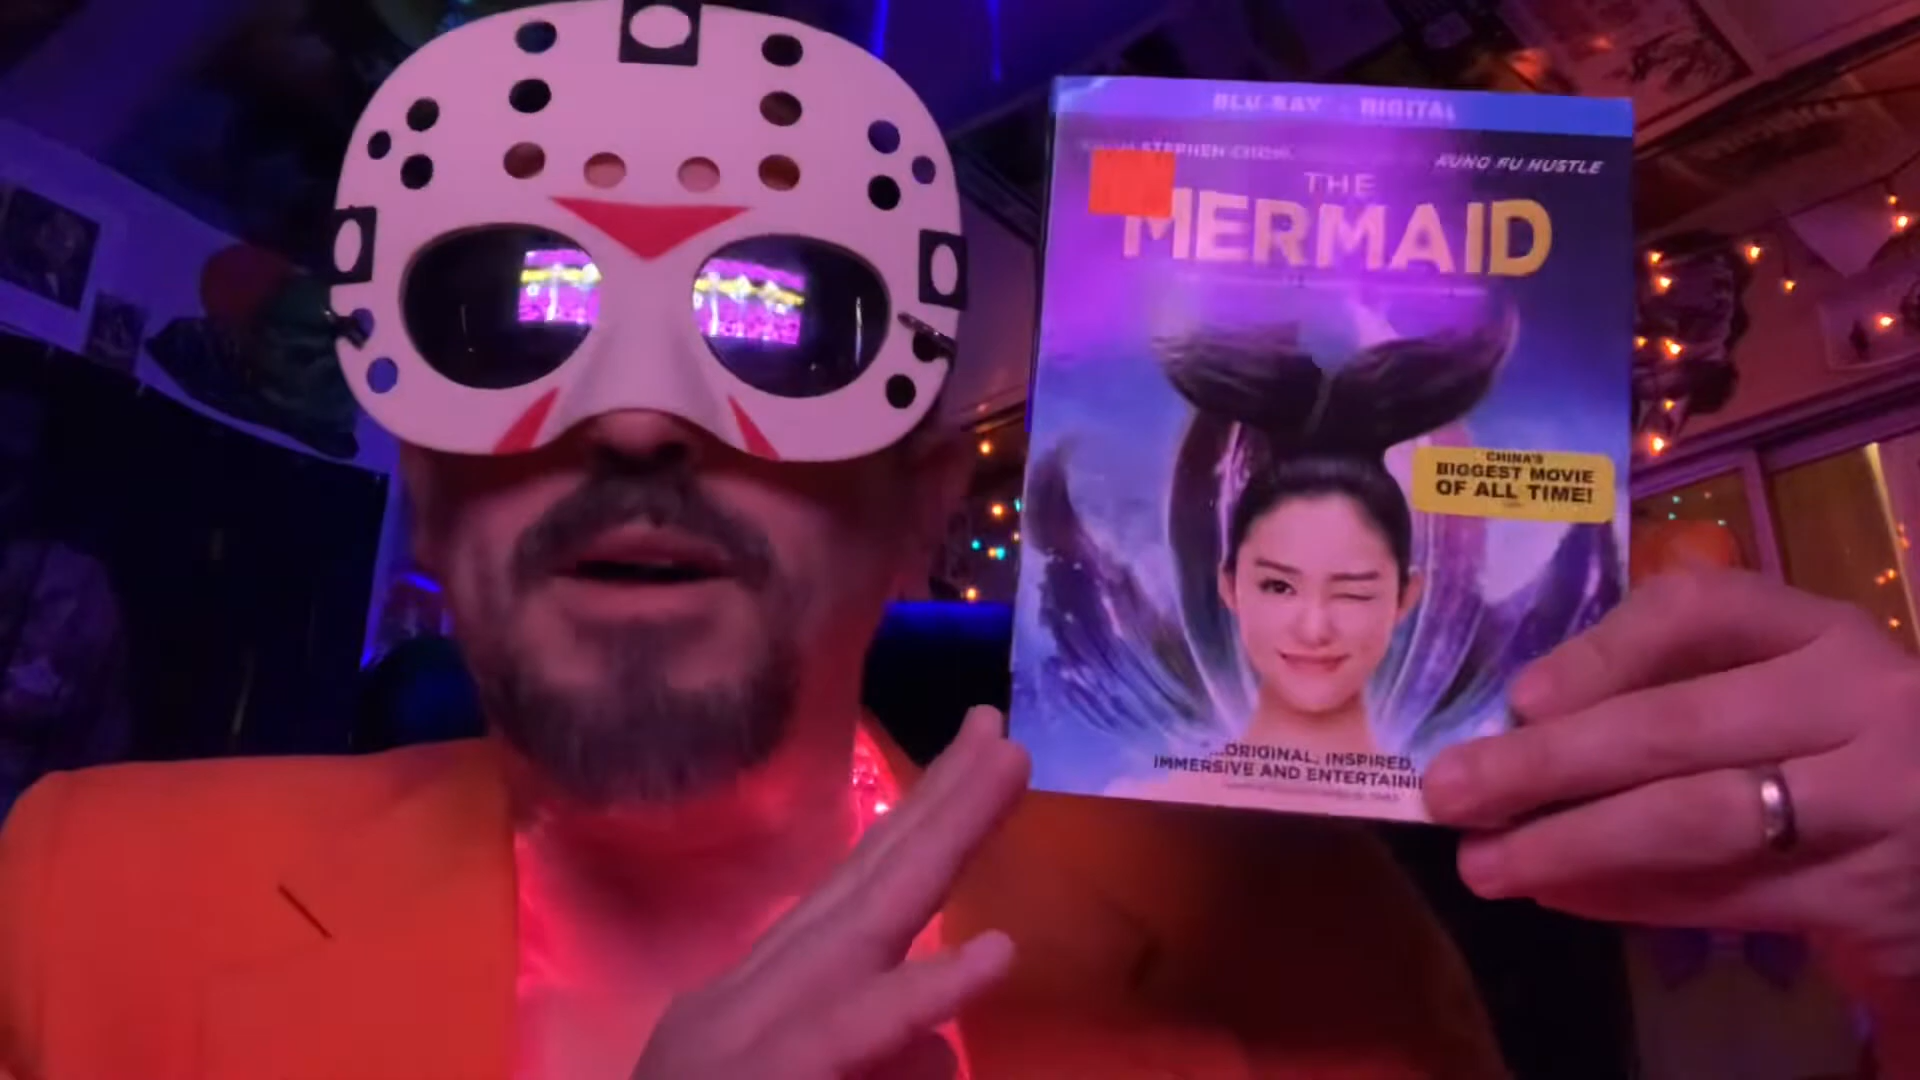 BLU-RAY + DIGITAL
STEPHEN CHOW
KUNG FU HUSTLE
THE
MERMAID
CHINA'S
BIGGEST MOVIE
OF ALL TIME!
...ORIGINAL, INSPIRED,
IMMERSIVE AND ENTERTAINI